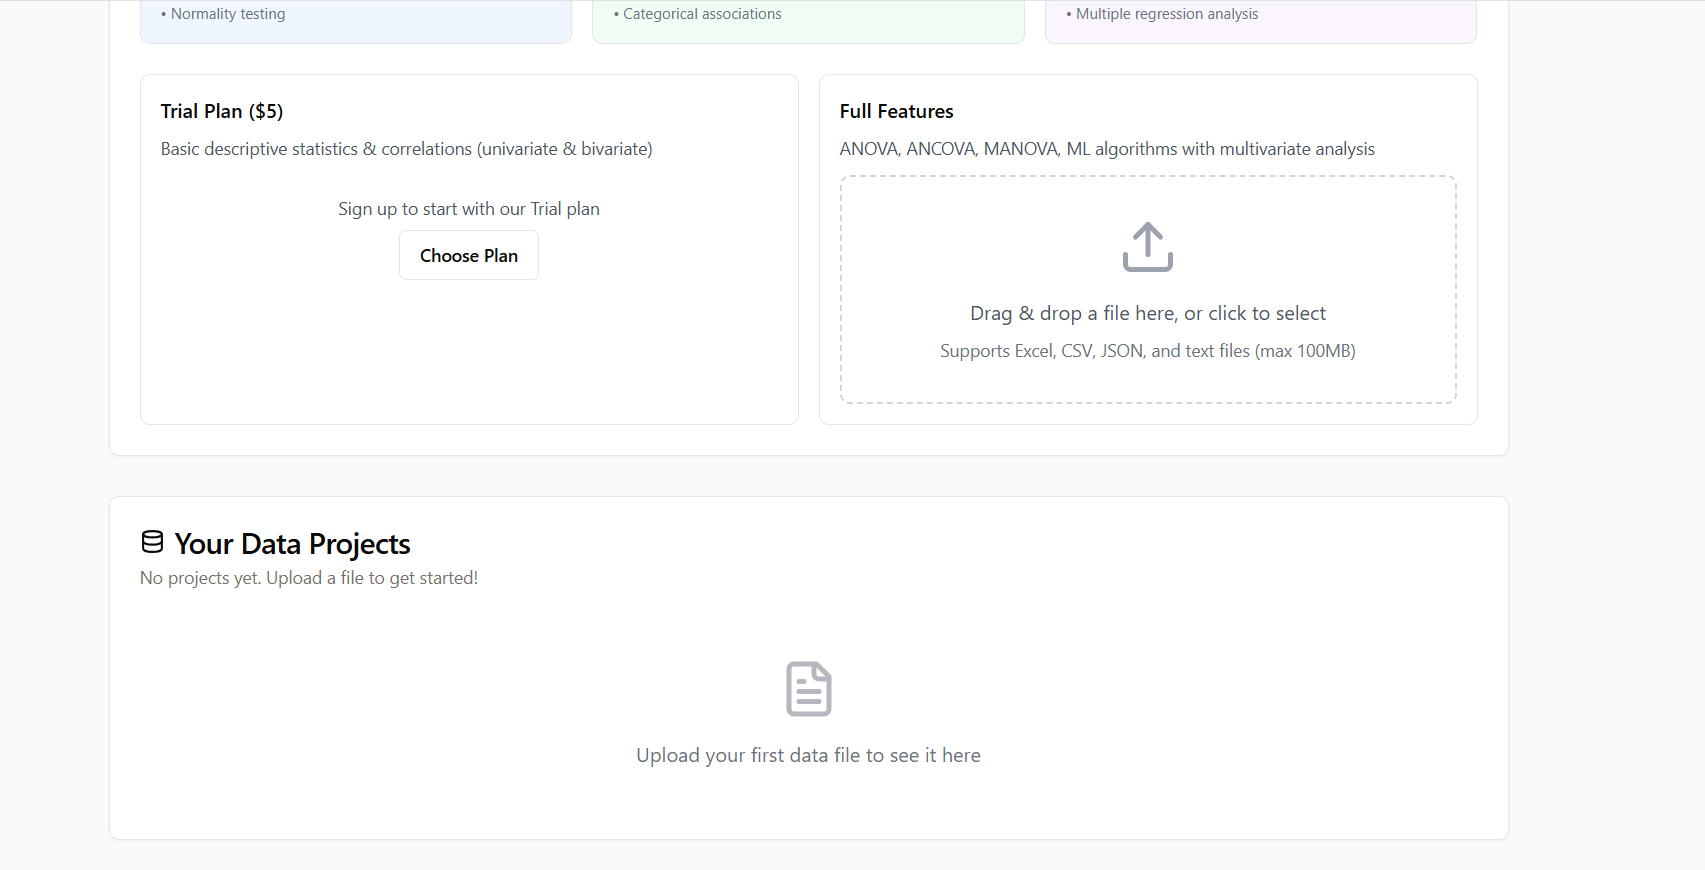 • Normality testing
• Categorical associations
• Multiple regression analysis
Trial Plan ($5)
Basic descriptive statistics & correlations (univariate & bivariate)
Sign up to start with our Trial plan
Choose Plan
Full Features
ANOVA, ANCOVA, MANOVA, ML algorithms with multivariate analysis
Drag & drop a file here, or click to select
Supports Excel, CSV, JSON, and text files (max 100MB)
Your Data Projects
No projects yet. Upload a file to get started!
Upload your first data file to see it here